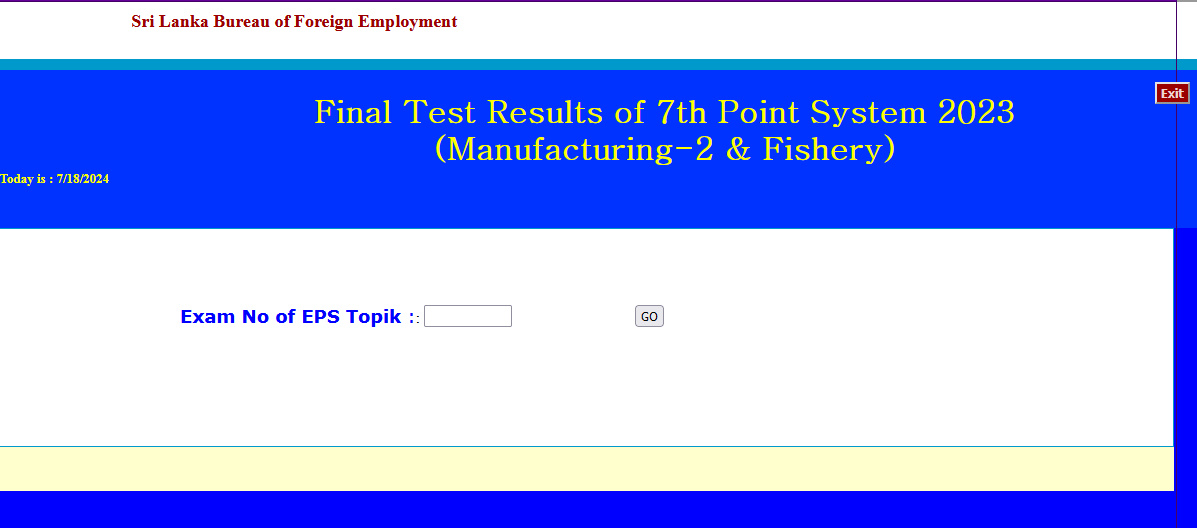 Sri Lanka Bureau of Foreign Employment
Exit
Final Test Results of 7th Point System 2023
(Manufacturing-2 & Fishery)
Today is : 7/18/2024
Exam No of EPS Topik :: GO